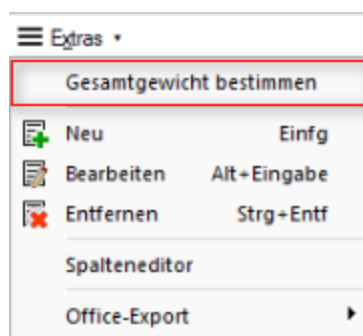 Extras
Gesamtgewicht bestimmen
Neu Einfg
Bearbeiten Alt+Eingabe
Entfernen Strg+Entf
Spalteneditor
Office-Export